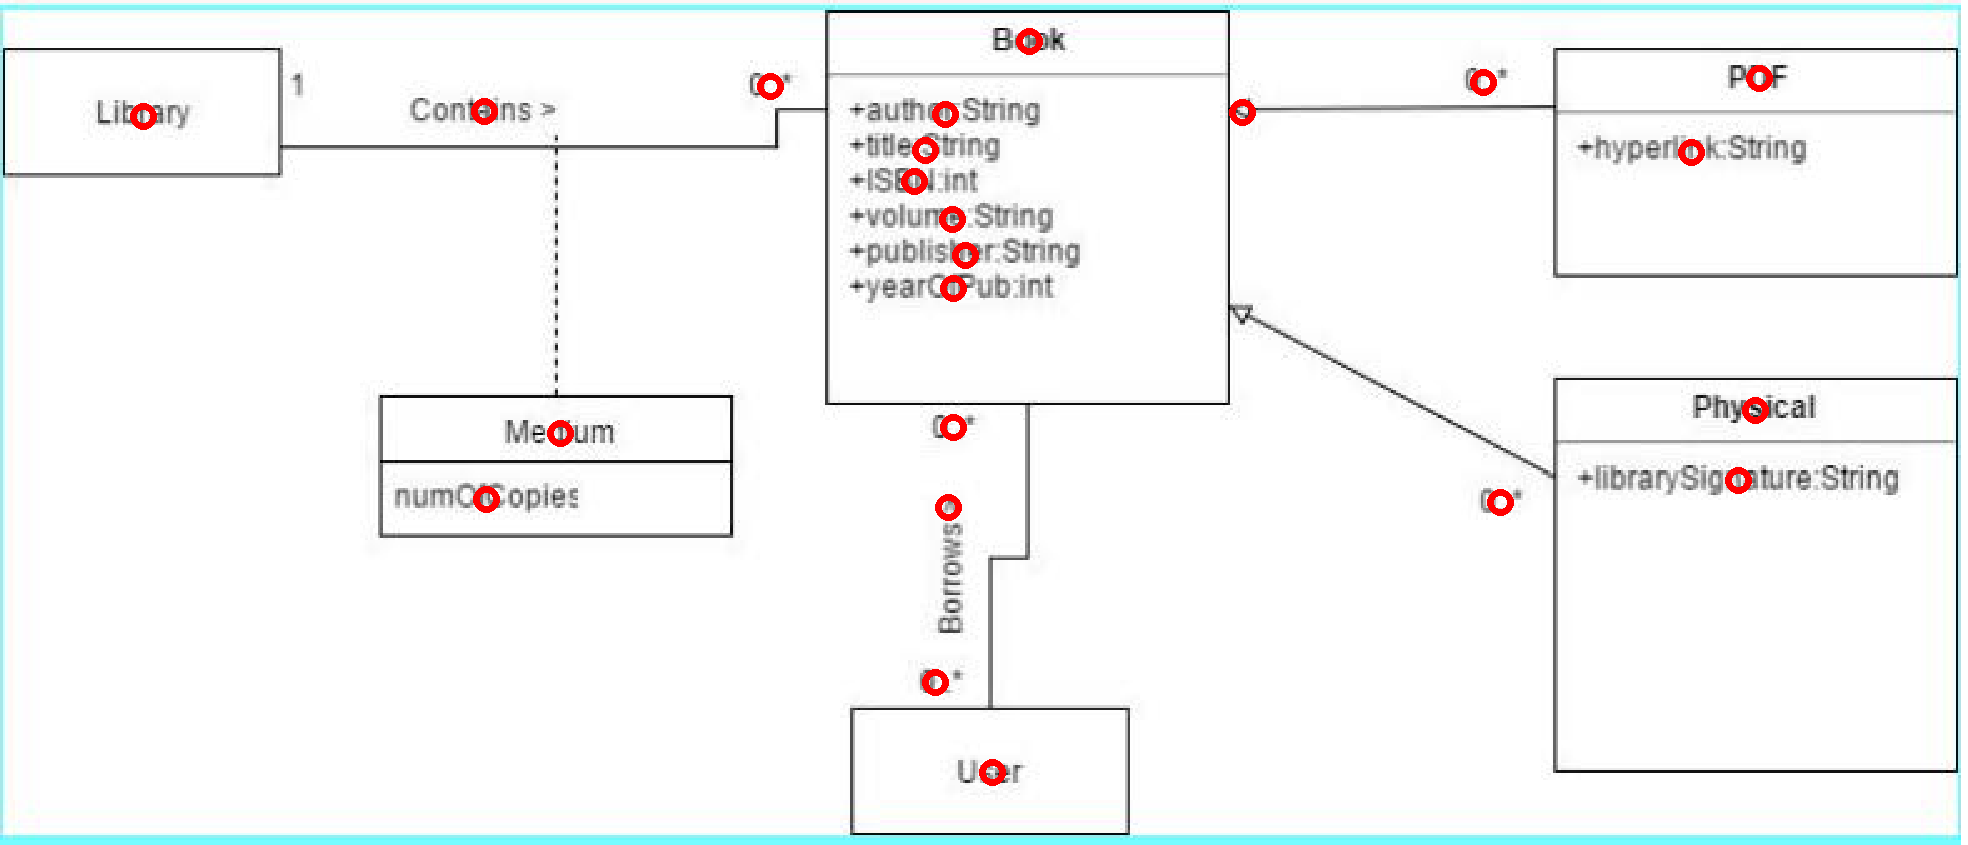 Book
Library
1
Contains >
0..*
+author:String
+title:String
+ISBN:int
+volume:String
+publisher:String
+yearOfPub:int
0..*
PDF
+hyperlink:String
Medium
numOfCopies
0..*
Borrows >
0..*
User
Physical
+librarySignature:String
0..*